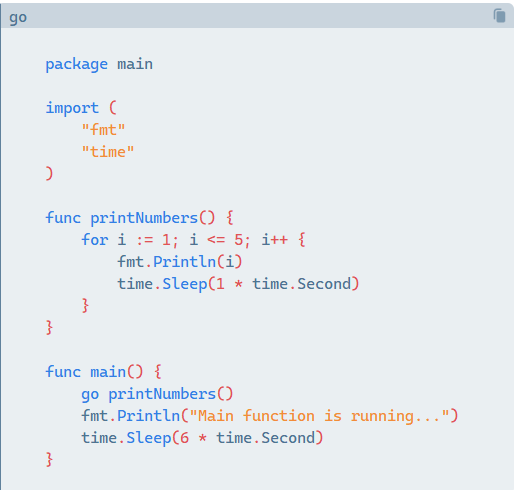 go
package main
import (
"fmt"
"time"
)
func printNumbers() {
for i := 1; i <= 5; i++ {
fmt.Println(i)
time.Sleep(1 * time.Second)
}
}
func main() {
go printNumbers()
fmt.Println("Main function is running...")
time.Sleep(6 * time.Second)
}